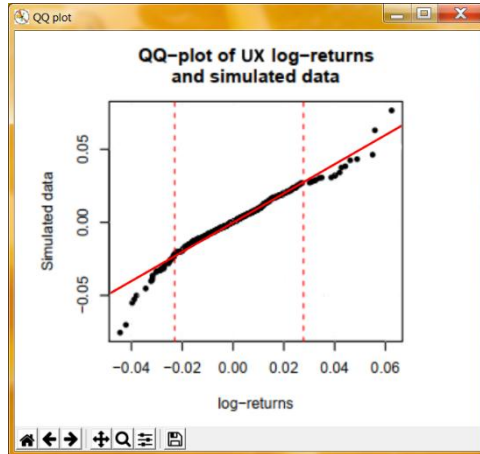 QQ plot
QQ−plot of UX log−returns
and simulated data
Simulated data
0.05
0.00
−0.05
−0.04 −0.02 0.00 0.02 0.04 0.06
log−returns